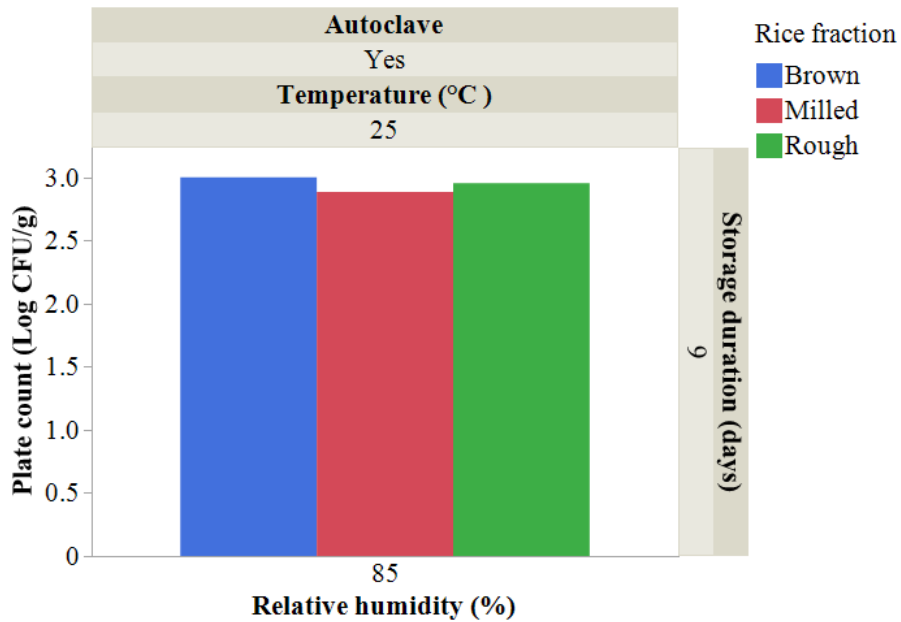 Autoclave
Yes
Temperature (°C )
25
Rice fraction
Brown
Milled
Rough
Plate count (Log CFU/g)
3.0
2.5
2.0
1.5
1.0
0.5
0
85
Relative humidity (%)
9
Storage duration (days)